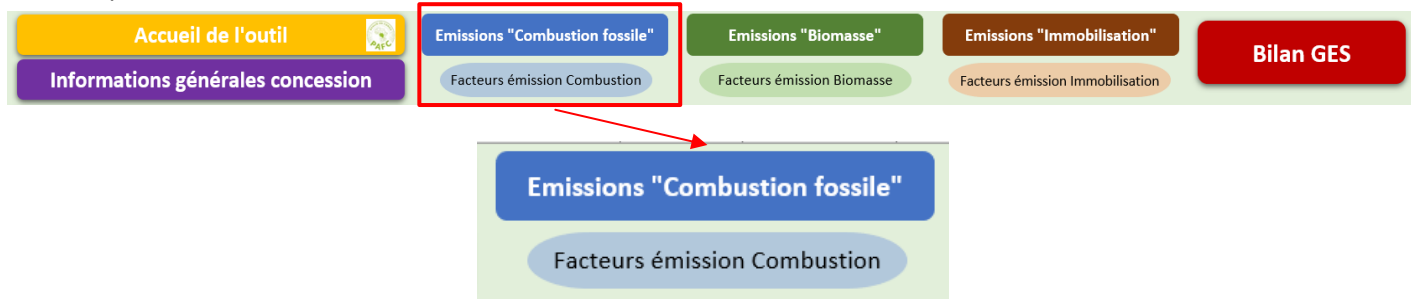 Accueil de l'outil
PAFC
Emissions "Combustion fossile"
Emissions "Biomasse"
Emissions "Immobilisation"
Bilan GES
Informations générales concession
Facteurs émission Combustion
Facteurs émission Biomasse
Facteurs émission Immobilisation
Emissions "Combustion fossile"
Facteurs émission Combustion